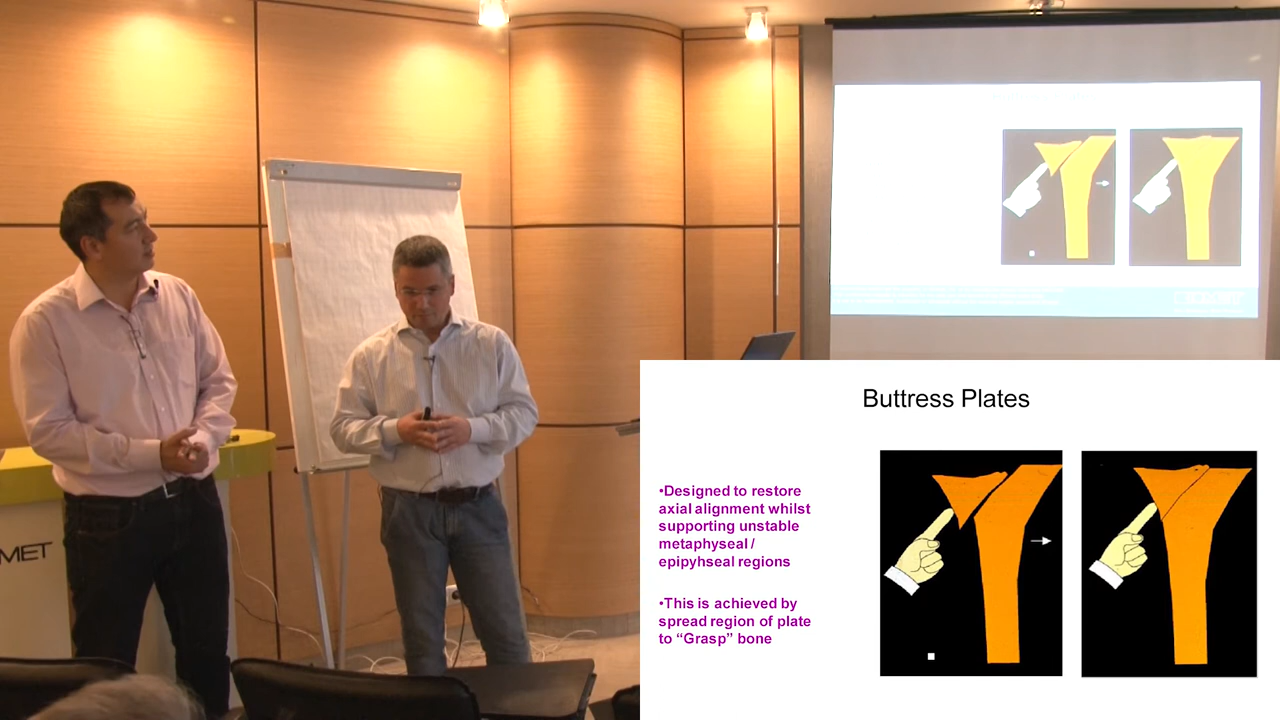 MET
Buttress Plates
•Designed to restore
axial alignment whilst
supporting unstable
metaphyseal /
epipyhseal regions
•This is achieved by
spread region of plate
to “Grasp” bone